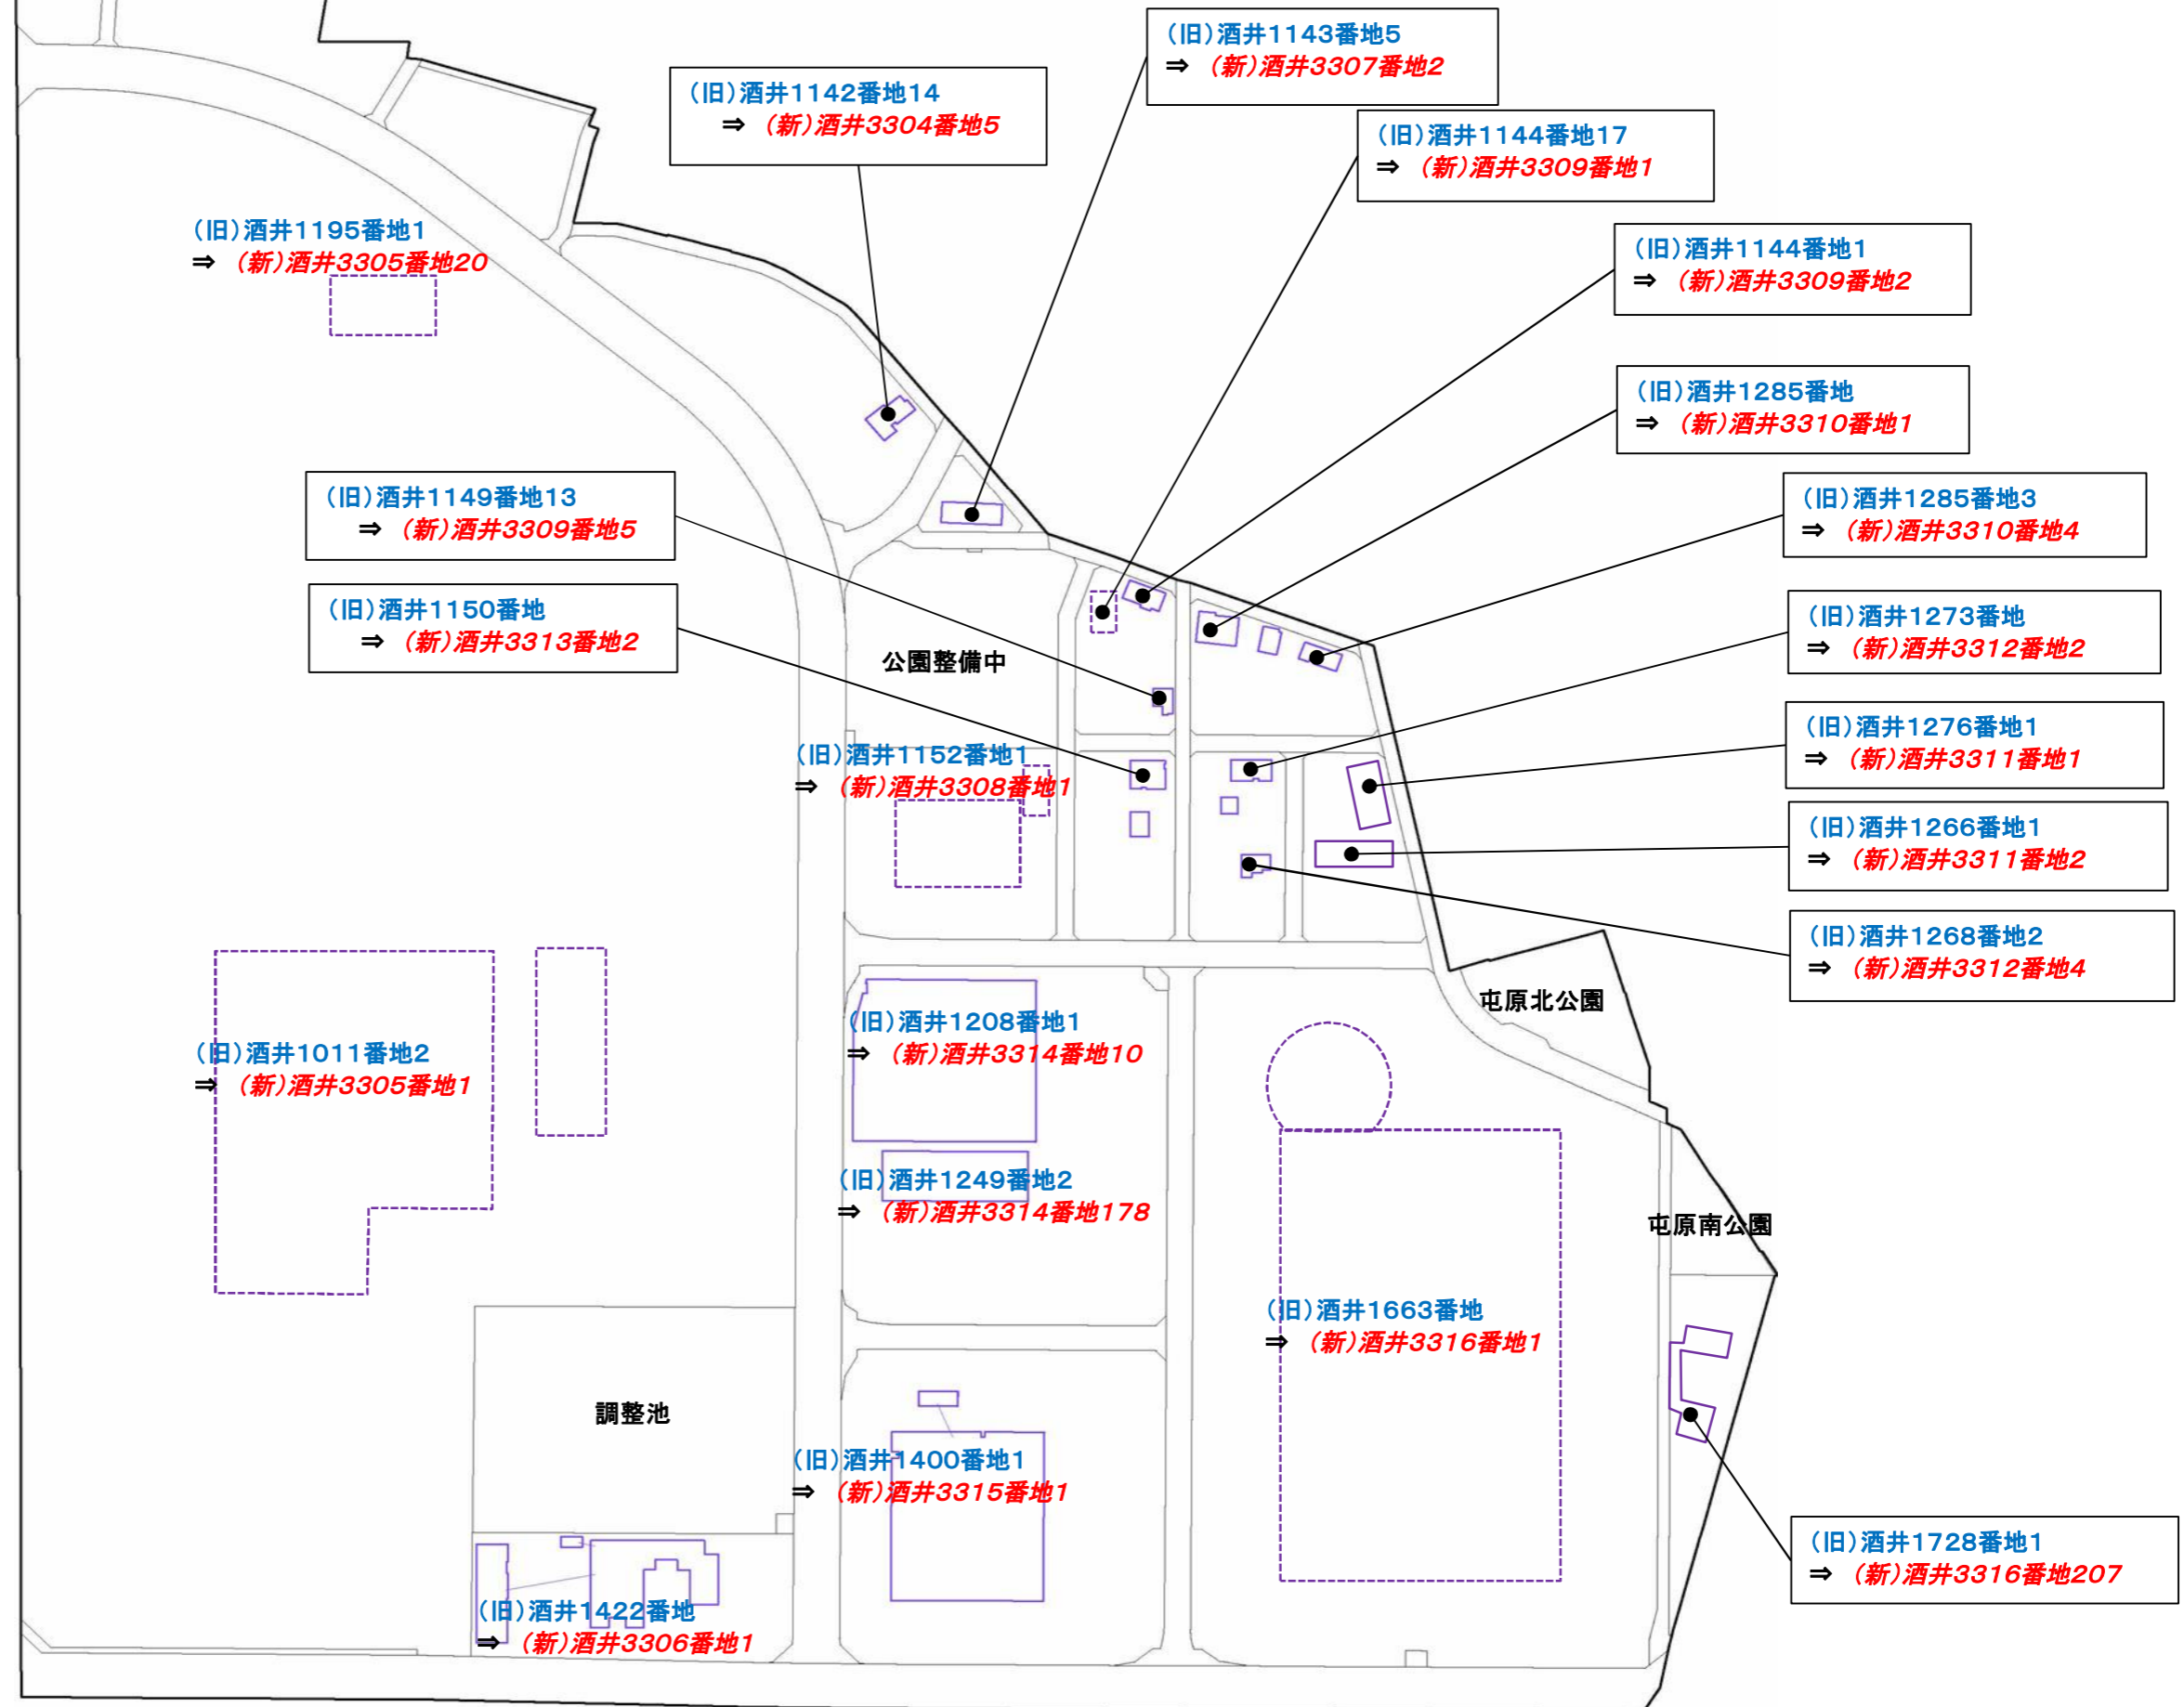 （旧）酒井1143番地5
⇒ （新）酒井3307番地2
（旧）酒井1142番地14
⇒ （新）酒井3304番地5
（旧）酒井1144番地17
⇒ （新）酒井3309番地1
（旧）酒井1195番地1
⇒ （新）酒井3305番地20
（旧）酒井1144番地1
⇒ （新）酒井3309番地2
（旧）酒井1285番地
⇒ （新）酒井3310番地1
（旧）酒井1149番地13
⇒ （新）酒井3309番地5
（旧）酒井1285番地3
⇒ （新）酒井3310番地4
（旧）酒井1150番地
⇒ （新）酒井3313番地2
（旧）酒井1273番地
⇒ （新）酒井3312番地2
公園整備中
（旧）酒井1276番地1
⇒ （新）酒井3311番地1
（旧）酒井1152番地1
⇒ （新）酒井3308番地1
（旧）酒井1266番地1
⇒ （新）酒井3311番地2
（旧）酒井1268番地2
⇒ （新）酒井3312番地4
屯原北公園
（旧）酒井1208番地1
⇒ （新）酒井3314番地10
（旧）酒井1011番地2
⇒ （新）酒井3305番地1
（旧）酒井1249番地2
⇒ （新）酒井3314番地178
屯原南公園
（旧）酒井1663番地
⇒ （新）酒井3316番地1
調整池
（旧）酒井1400番地1
⇒ （新）酒井3315番地1
（旧）酒井1728番地1
⇒ （新）酒井3316番地207
（旧）酒井1422番地
⇒ （新）酒井3306番地1